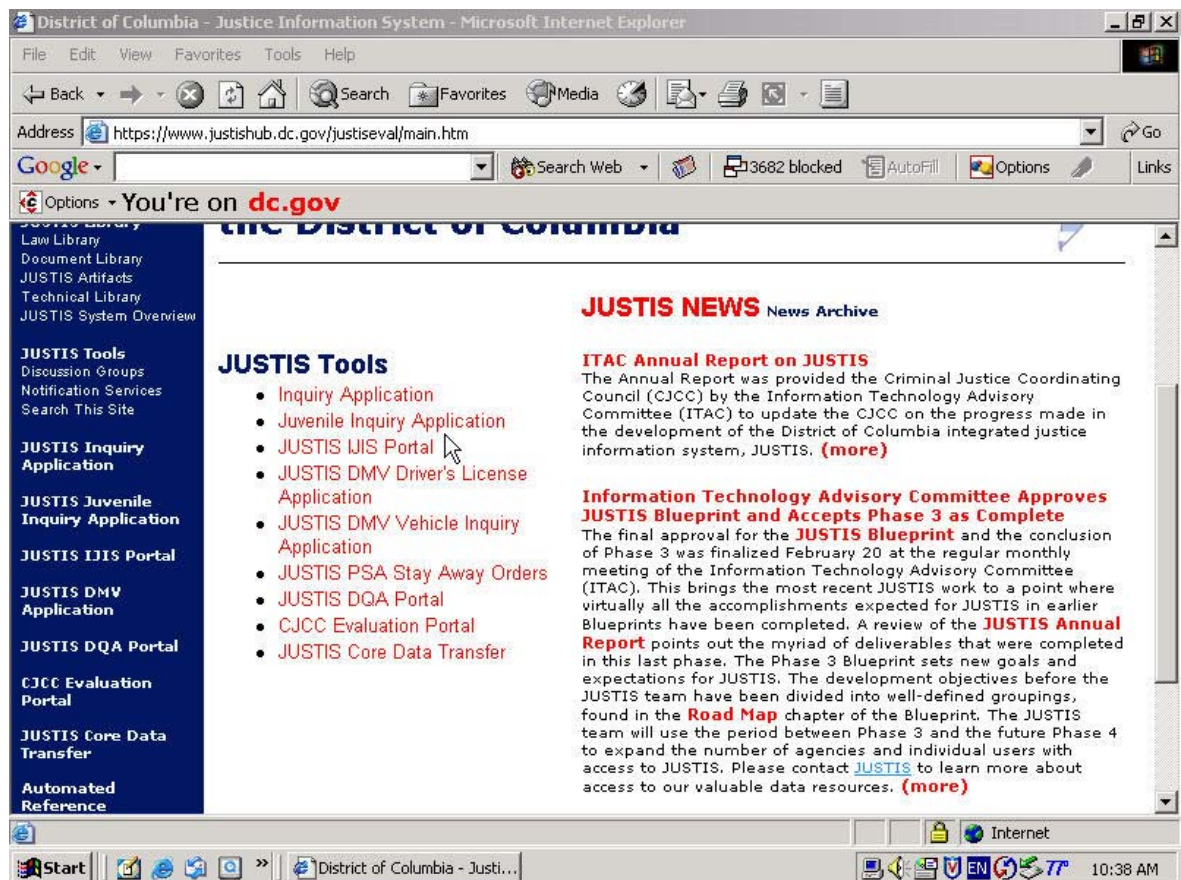 District of Columbia - Justice Information System - Microsoft Internet Explorer
File Edit View Favorites Tools Help
Back Search Favorites Media
Address https://www.justishub.dc.gov/justiseval/main.htm Go
Google Search Web 3682 blocked AutoFill Options Links
Options You're on dc.gov
the District of Columbia
JUSTIS Library
Law Library
Document Library
JUSTIS Artifacts
Technical Library
JUSTIS System Overview
JUSTIS Tools
Discussion Groups
Notification Services
Search This Site
JUSTIS Inquiry
Application
JUSTIS Juvenile
Inquiry Application
JUSTIS IJIS Portal
JUSTIS DMV
Application
JUSTIS DQA Portal
CJCC Evaluation
Portal
JUSTIS Core Data
Transfer
Automated
Reference
JUSTIS Tools
Inquiry Application
Juvenile Inquiry Application
JUSTIS IJIS Portal
JUSTIS DMV Driver's License
Application
JUSTIS DMV Vehicle Inquiry
Application
JUSTIS PSA Stay Away Orders
JUSTIS DQA Portal
CJCC Evaluation Portal
JUSTIS Core Data Transfer
JUSTIS NEWS News Archive
ITAC Annual Report on JUSTIS
The Annual Report was provided the Criminal Justice Coordinating
Council (CJCC) by the Information Technology Advisory
Committee (ITAC) to update the CJCC on the progress made in
the development of the District of Columbia integrated justice
information system, JUSTIS. (more)
Information Technology Advisory Committee Approves
JUSTIS Blueprint and Accepts Phase 3 as Complete
The final approval for the JUSTIS Blueprint and the conclusion
of Phase 3 was finalized February 20 at the regular monthly
meeting of the Information Technology Advisory Committee
(ITAC). This brings the most recent JUSTIS work to a point where
virtually all the accomplishments expected for JUSTIS in earlier
Blueprints have been completed. A review of the JUSTIS Annual
Report points out the myriad of deliverables that were completed
in this last phase. The Phase 3 Blueprint sets new goals and
expectations for JUSTIS. The development objectives before the
JUSTIS team have been divided into well-defined groupings,
found in the Road Map chapter of the Blueprint. The JUSTIS
team will use the period between Phase 3 and the future Phase 4
to expand the number of agencies and individual users with
access to JUSTIS. Please contact JUSTIS to learn more about
access to our valuable data resources. (more)
Internet
Start » District of Columbia - Justi... EN 77° 10:38 AM